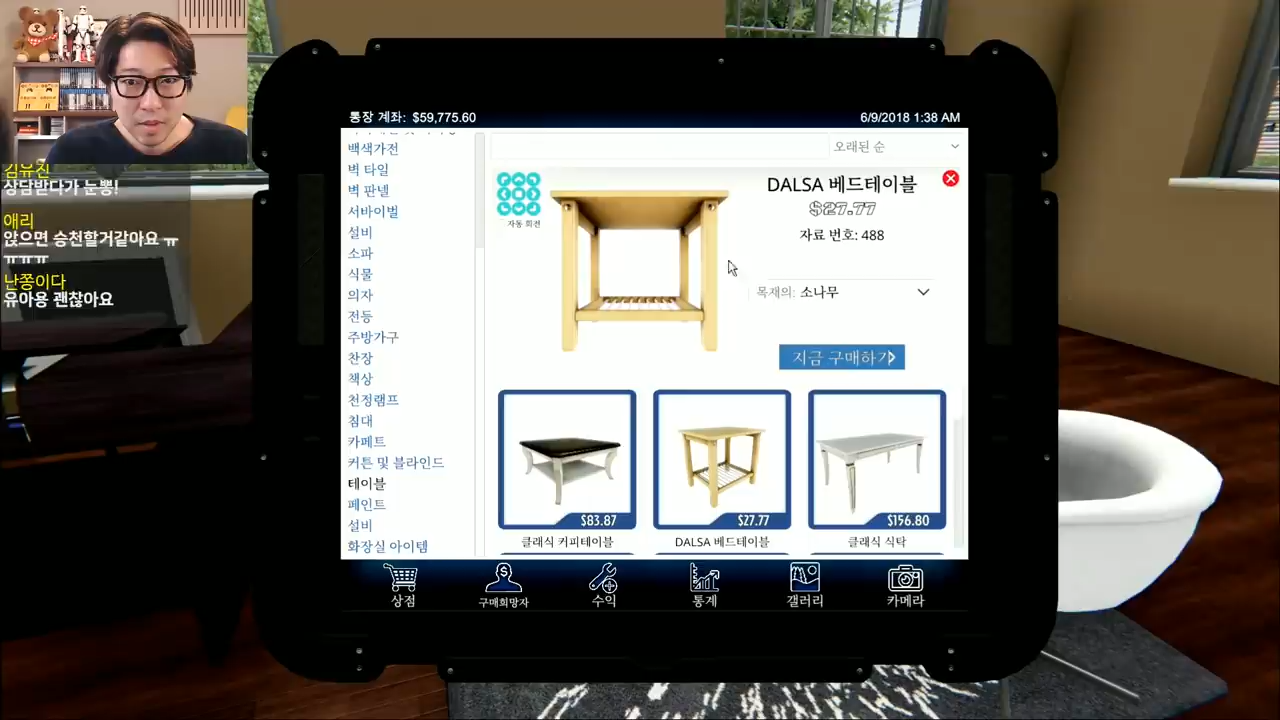 통장 계좌: $59,775.60
6/9/2018 1:38 AM
김유진
상담받다가 눈뽕!
애리
앉으면 승천할거같아요 ㅠ
ㅠㅠㅠ
난쫑이다
유아용 괜찮아요
백색가전
벽 타일
벽 판넬
서바이벌
설비
소파
식물
의자
전등
주방가구
찬장
책상
천정램프
침대
카페트
커튼 및 블라인드
테이블
페인트
설비
화장실 아이템
오래된 순
자동 회전
DALSA 베드테이블
$27.77
자료 번호: 488
목재의: 소나무
지금 구매하기
$83.87
$27.77
$156.80
클래식 커피테이블
DALSA 베드테이블
클래식 식탁
상점
구매희망자
수익
통계
갤러리
카메라